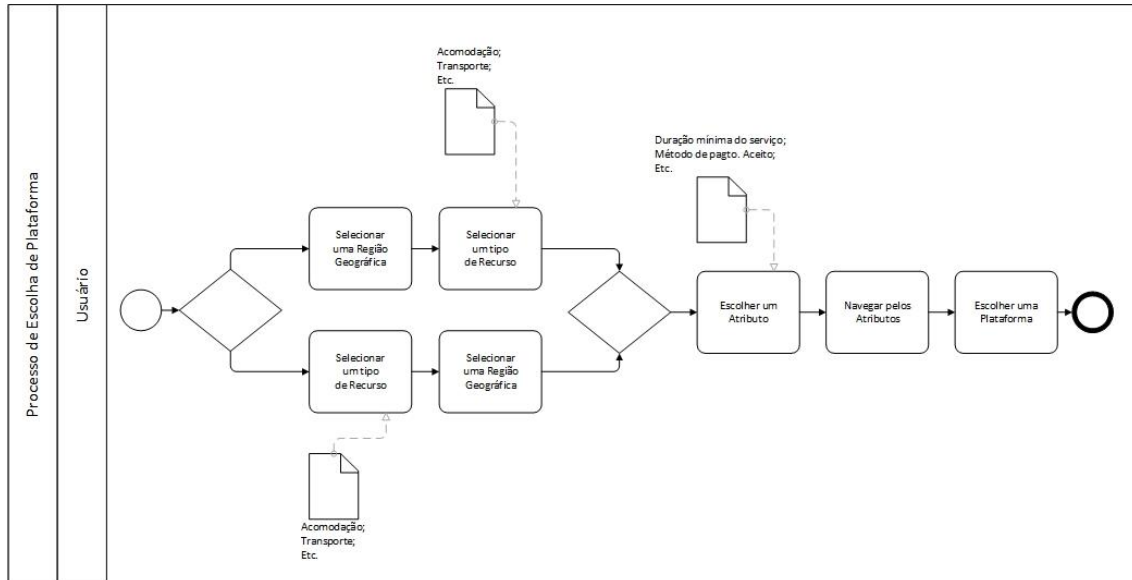 Processo de Escolha de Plataforma
Usuário
Acomodação;
Transporte;
Etc.
Duração mínima do serviço;
Método de pagto. Aceito;
Etc.
Selecionar
uma Região
Geográfica
Selecionar
um tipo
de Recurso
Escolher um
Atributo
Navegar pelos
Atributos
Escolher uma
Plataforma
Selecionar
um tipo
de Recurso
Selecionar
uma Região
Geográfica
Acomodação;
Transporte;
Etc.